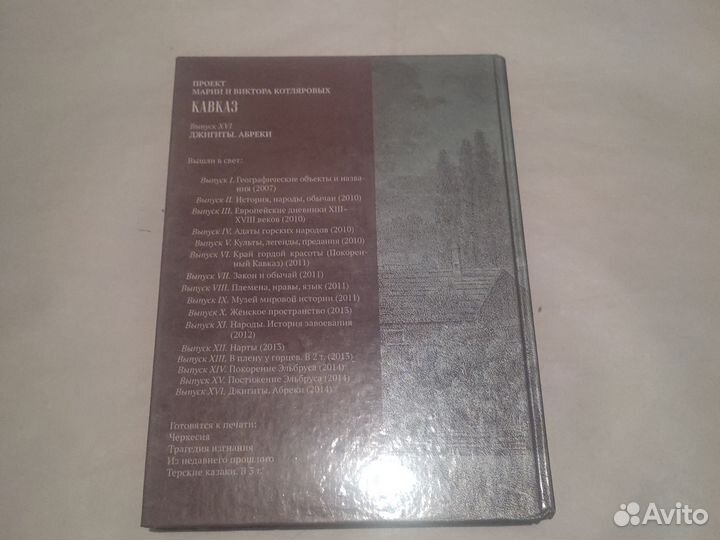 ПРОЕКТ
МАРИИ И ВИКТОРА КОТЛЯРОВЫХ
КАВКАЗ
Выпуск XVI
ДЖИГИТЫ. АБРЕКИ
Вышли в свет:
Выпуск I. Географические объекты и назва-
ния (2007)
Выпуск II. История, народы, обычаи (2010)
Выпуск III. Европейские дневники XIII–
XVIII веков (2010)
Выпуск IV. Адаты горских народов (2010)
Выпуск V. Культы, легенды, предания (2010)
Выпуск VI. Край гордой красоты (Покорен-
ный Кавказ) (2011)
Выпуск VII. Закон и обычай (2011)
Выпуск VIII. Племена, нравы, язык (2011)
Выпуск IX. Музей мировой истории (2011)
Выпуск X. Женское пространство (2013)
Выпуск XI. Народы. История завоевания
(2012)
Выпуск XII. Нарты (2013)
Выпуск XIII. В плену у горцев. В 2 т. (2013)
Выпуск XIV. Покорение Эльбруса (2014)
Выпуск XV. Постижение Эльбруса (2014)
Выпуск XVI. Джигиты. Абреки (2014)
Готовятся к печати:
Черкесия
Трагедия изгнания
Из недавнего прошлого
Терские казаки. В 3 т.
Avito